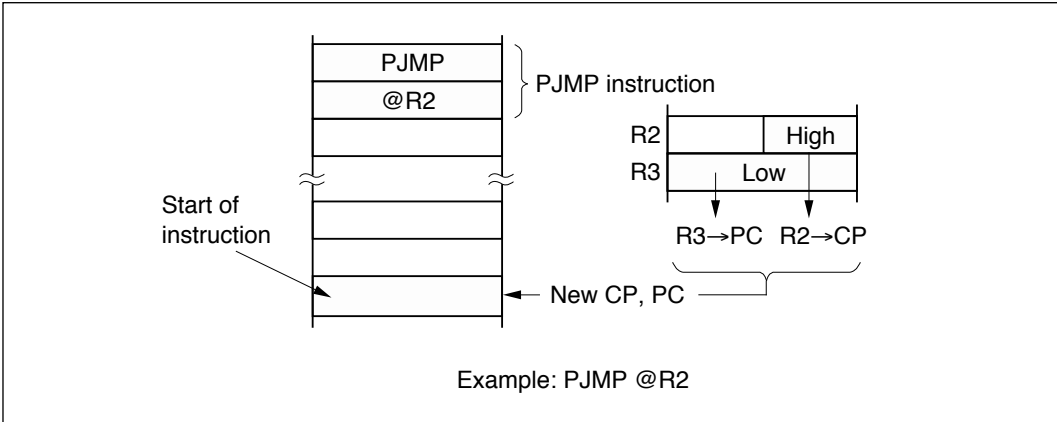 PJMP
@R2
PJMP instruction
R2
High
R3
Low
Start of
instruction
R3→PC
R2→CP
New CP, PC
Example: PJMP @R2